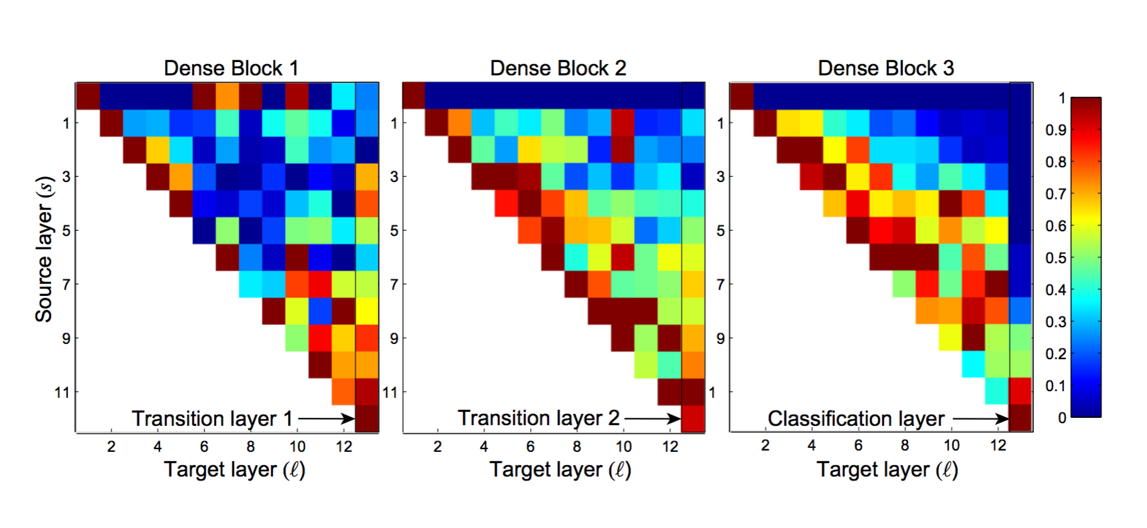 Dense Block 1
Dense Block 2
Dense Block 3
Source layer (s)
1
3
5
7
9
11
1
3
5
7
9
11
1
3
5
7
9
1
1
0.9
0.8
0.7
0.6
0.5
0.4
0.3
0.2
0.1
0
Transition layer 1
Transition layer 2
Classification layer
2 4 6 8 10 12
2 4 6 8 10 12
2 4 6 8 10 12
Target layer (ℓ)
Target layer (ℓ)
Target layer (ℓ)